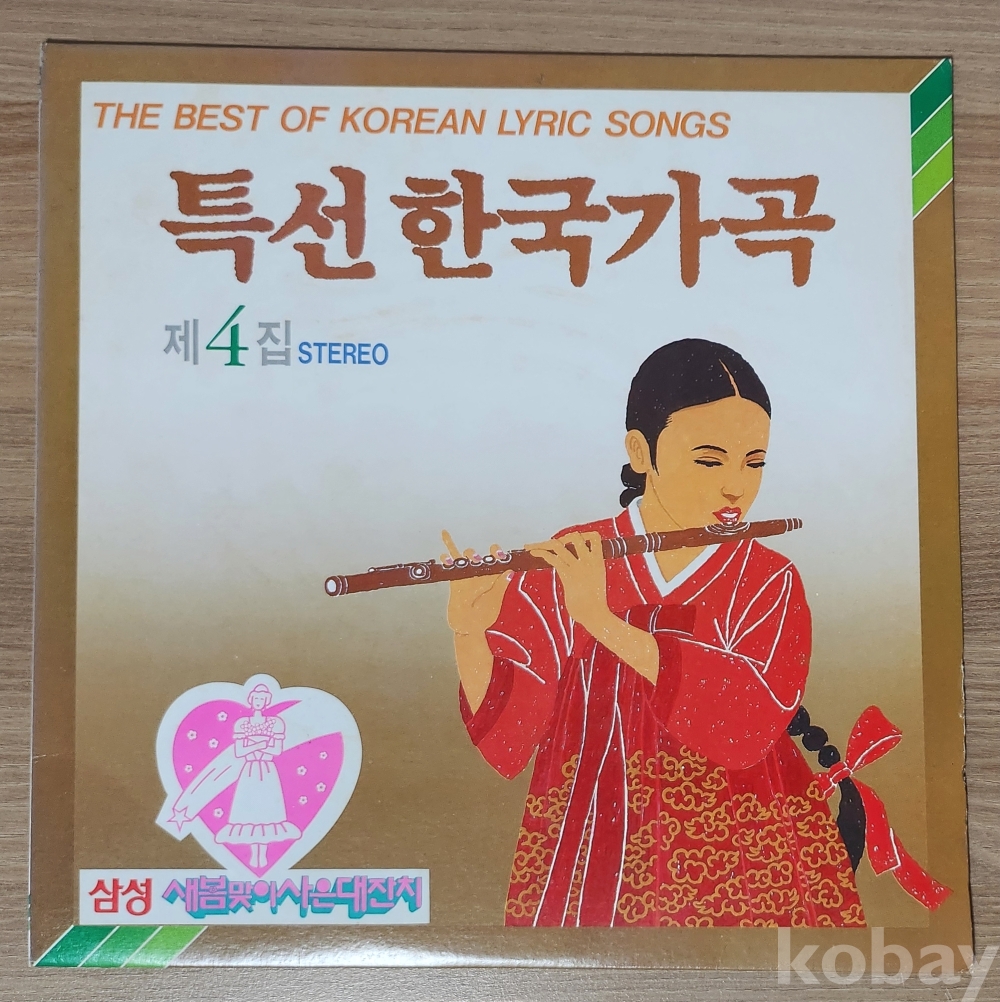 THE BEST OF KOREAN LYRIC SONGS
특선 한국가곡
제4집 STEREO
삼성 새봄맞이사은대잔치
kobay